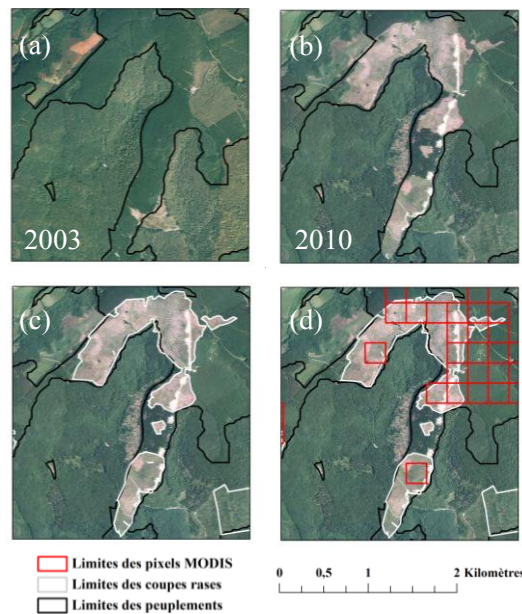 (a)
(b)
2003
2010
(c)
(d)
Limites des pixels MODIS
Limites des coupes rases
Limites des peuplements
0 0,5 1 2 Kilomètres